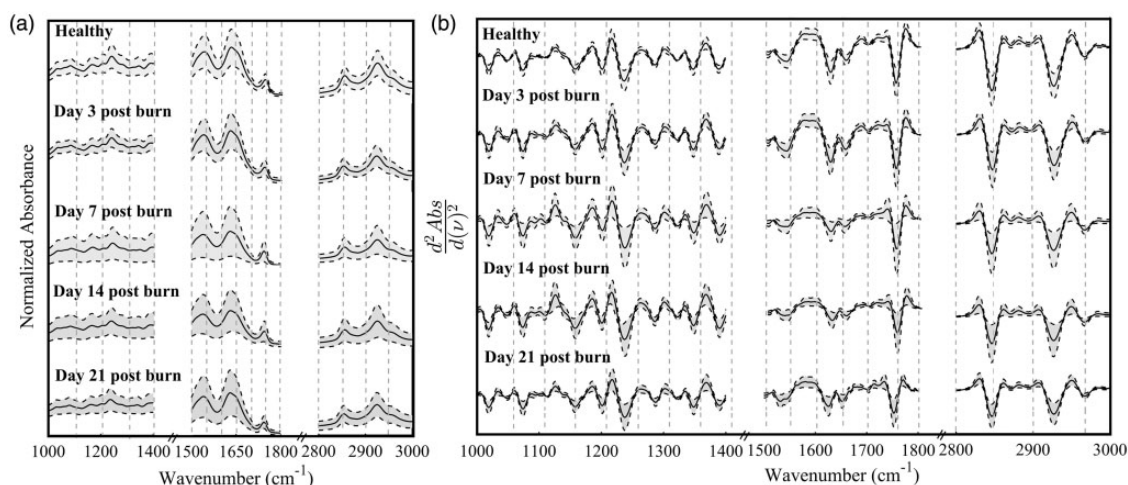 (a)
Healthy
Day 3 post burn
Day 7 post burn
Day 14 post burn
Day 21 post burn
Normalized Absorbance
1000 1200 1400 1500 1650 1800 2800 2900 3000
Wavenumber (cm⁻¹)
(b)
Healthy
Day 3 post burn
Day 7 post burn
Day 14 post burn
Day 21 post burn
d² Abs
d(ν)²
1000 1100 1200 1300 1400 1500 1600 1700 1800 2800 2900 3000
Wavenumber (cm⁻¹)